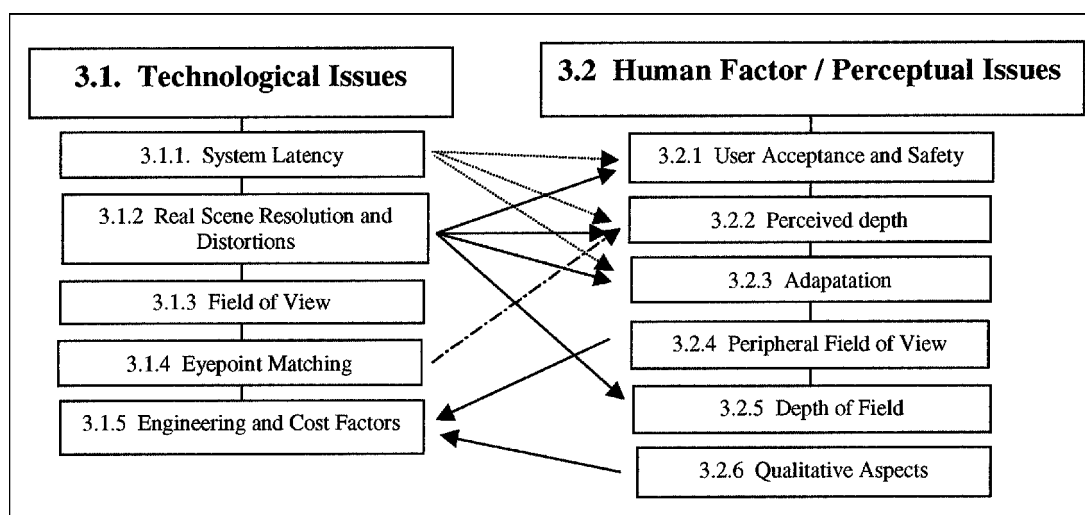 3.1. Technological Issues
3.1.1. System Latency
3.1.2 Real Scene Resolution and
Distortions
3.1.3 Field of View
3.1.4 Eyepoint Matching
3.1.5 Engineering and Cost Factors
3.2 Human Factor / Perceptual Issues
3.2.1 User Acceptance and Safety
3.2.2 Perceived depth
3.2.3 Adapatation
3.2.4 Peripheral Field of View
3.2.5 Depth of Field
3.2.6 Qualitative Aspects